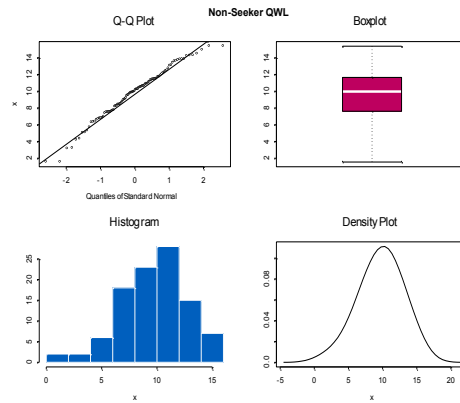 Non-Seeker QWL
Q-Q Plot
x
2 4 6 8 10 12 14
-2 -1 0 1 2
Quantiles of Standard Normal
Boxplot
2 4 6 8 10 12 14
Histogram
0 5 10 15 20 25
0 5 10 15
x
Density Plot
0.0 0.04 0.08
-5 0 5 10 15 20
x